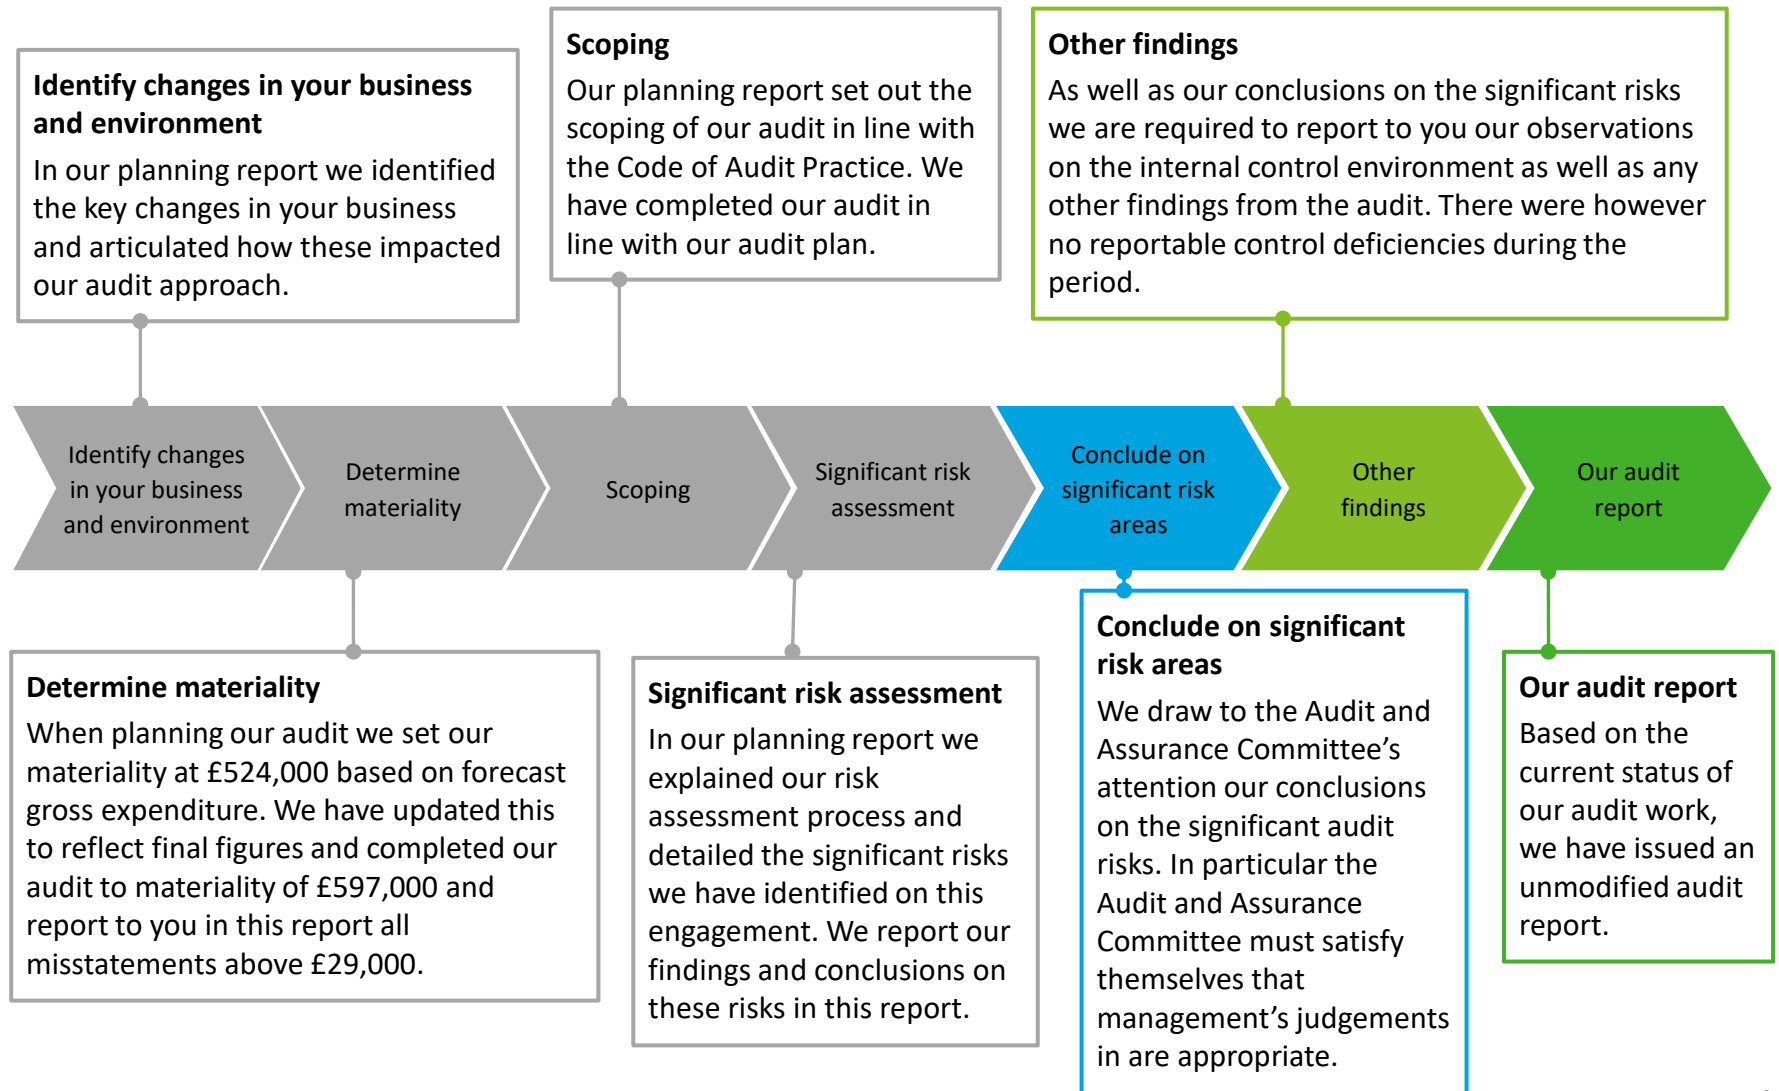 Identify changes in your business
and environment
In our planning report we identified
the key changes in your business
and articulated how these impacted
our audit approach.
Scoping
Our planning report set out the
scoping of our audit in line with
the Code of Audit Practice. We
have completed our audit in
line with our audit plan.
Other findings
As well as our conclusions on the significant risks
we are required to report to you our observations
on the internal control environment as well as any
other findings from the audit. There were however
no reportable control deficiencies during the
period.
Identify changes
in your business
and environment
Determine
materiality
Scoping
Significant risk
assessment
Conclude on
significant risk
areas
Other
findings
Our audit
report
Determine materiality
When planning our audit we set our
materiality at £524,000 based on forecast
gross expenditure. We have updated this
to reflect final figures and completed our
audit to materiality of £597,000 and
report to you in this report all
misstatements above £29,000.
Significant risk assessment
In our planning report we
explained our risk
assessment process and
detailed the significant risks
we have identified on this
engagement. We report our
findings and conclusions on
these risks in this report.
Conclude on significant
risk areas
We draw to the Audit and
Assurance Committee’s
attention our conclusions
on the significant audit
risks. In particular the
Audit and Assurance
Committee must satisfy
themselves that
management’s judgements
in are appropriate.
Our audit report
Based on the
current status of
our audit work,
we have issued an
unmodified audit
report.